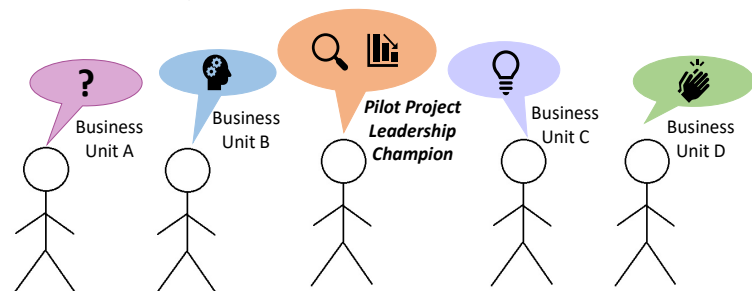 ?
Business
Unit A
Business
Unit B
Pilot Project
Leadership
Champion
Business
Unit C
Business
Unit D